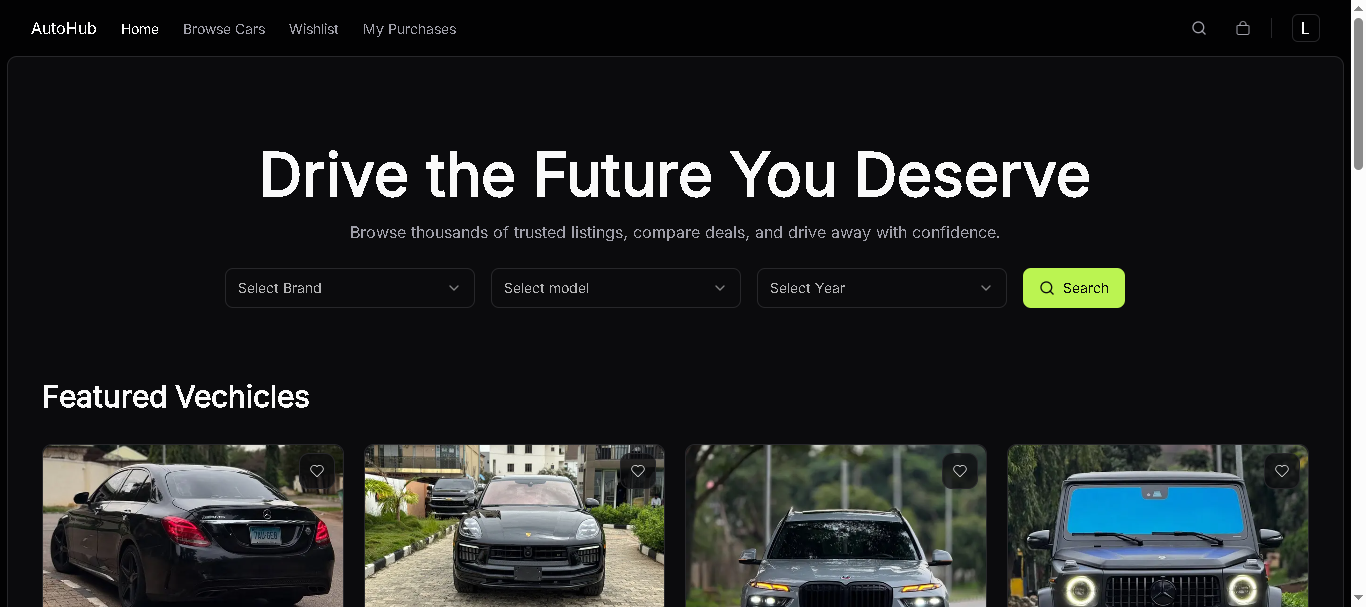 AutoHub Home Browse Cars Wishlist My Purchases L
Drive the Future You Deserve
Browse thousands of trusted listings, compare deals, and drive away with confidence.
Select Brand Select model Select Year Search
Featured Vechicles